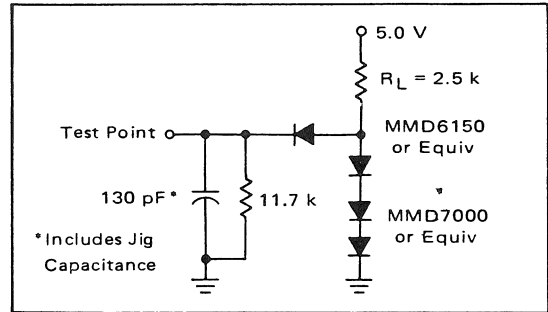 5.0 V
R_L = 2.5 k
Test Point
MMD6150
or Equiv
130 pF*
11.7 k
MMD7000
or Equiv
*Includes Jig
Capacitance